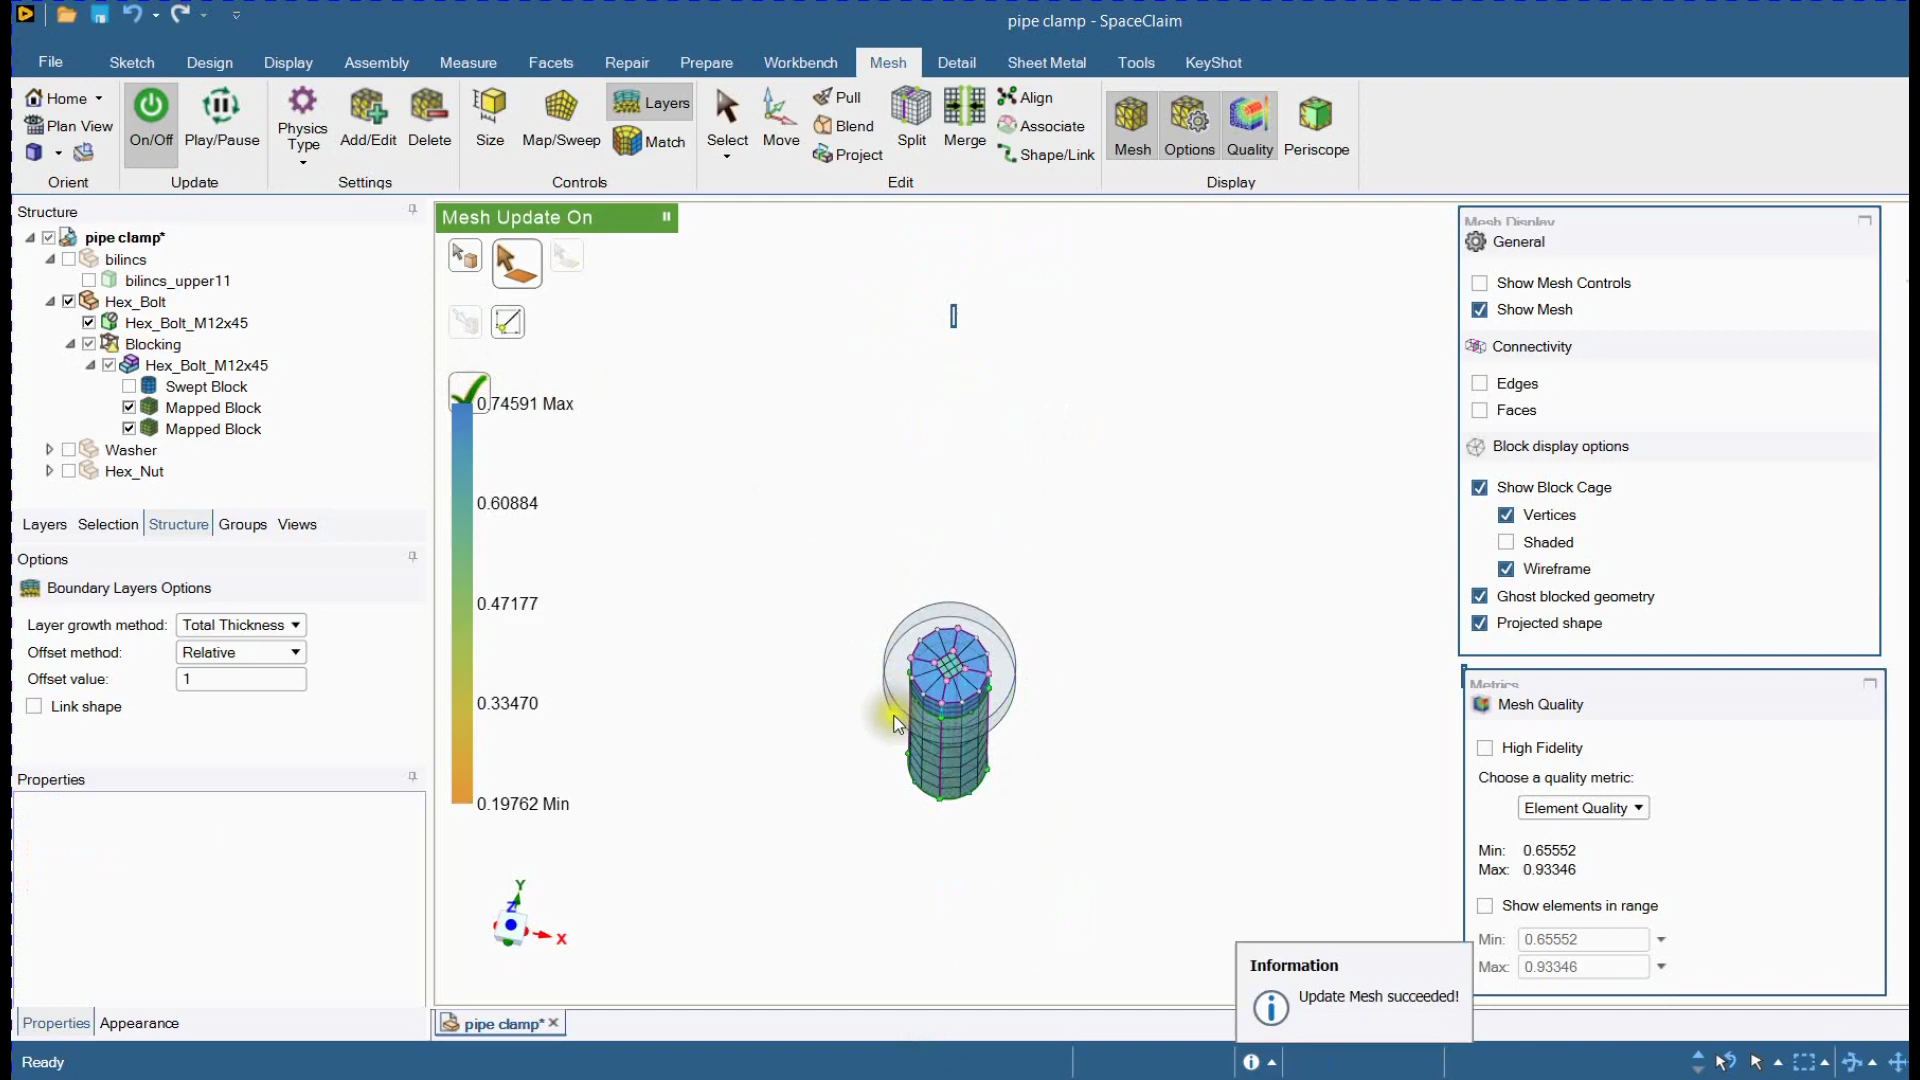 pipe clamp - SpaceClaim
File Sketch Design Display Assembly Measure Facets Repair Prepare Workbench Mesh Detail Sheet Metal Tools KeyShot
Home
Plan View
Orient
On/Off
Play/Pause
Update
Physics Type
Add/Edit
Delete
Settings
Size
Map/Sweep
Layers
Match
Controls
Select
Move
Pull
Blend
Project
Split
Merge
Align
Associate
Shape/Link
Edit
Mesh
Options
Quality
Periscope
Display
Structure
pipe clamp*
bilincs
bilincs_upper11
Hex_Bolt
Hex_Bolt_M12x45
Blocking
Hex_Bolt_M12x45
Swept Block
Mapped Block
Mapped Block
Washer
Hex_Nut
Layers Selection Structure Groups Views
Options
Boundary Layers Options
Layer growth method: Total Thickness
Offset method: Relative
Offset value: 1
Link shape
Properties
Properties Appearance
Mesh Update On
0.74591 Max
0.60884
0.47177
0.33470
0.19762 Min
Y
Z
X
pipe clamp*
Mesh Display
General
Show Mesh Controls
Show Mesh
Connectivity
Edges
Faces
Block display options
Show Block Cage
Vertices
Shaded
Wireframe
Ghost blocked geometry
Projected shape
Metrics
Mesh Quality
High Fidelity
Choose a quality metric:
Element Quality
Min: 0.65552
Max: 0.93346
Show elements in range
Min: 0.65552
Max: 0.93346
Information
Update Mesh succeeded!
Ready